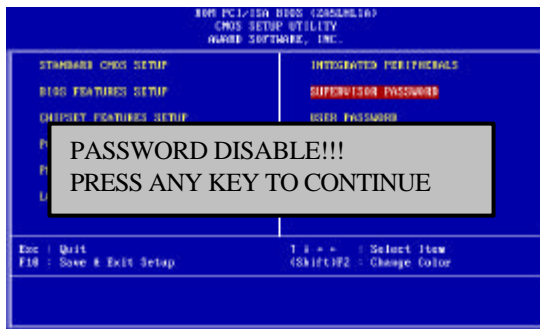 ROM PCI/ISA BIOS (2A5LHL1A)
CMOS SETUP UTILITY
AWARD SOFTWARE, INC.
STANDARD CMOS SETUP
BIOS FEATURES SETUP
CHIPSET FEATURES SETUP
P
P
L
INTEGRATED PERIPHERALS
SUPERVISOR PASSWORD
USER PASSWORD
PASSWORD DISABLE!!!
PRESS ANY KEY TO CONTINUE
Esc : Quit
F10 : Save & Exit Setup
↑ ↓ → ← : Select Item
(Shift)F2 : Change Color